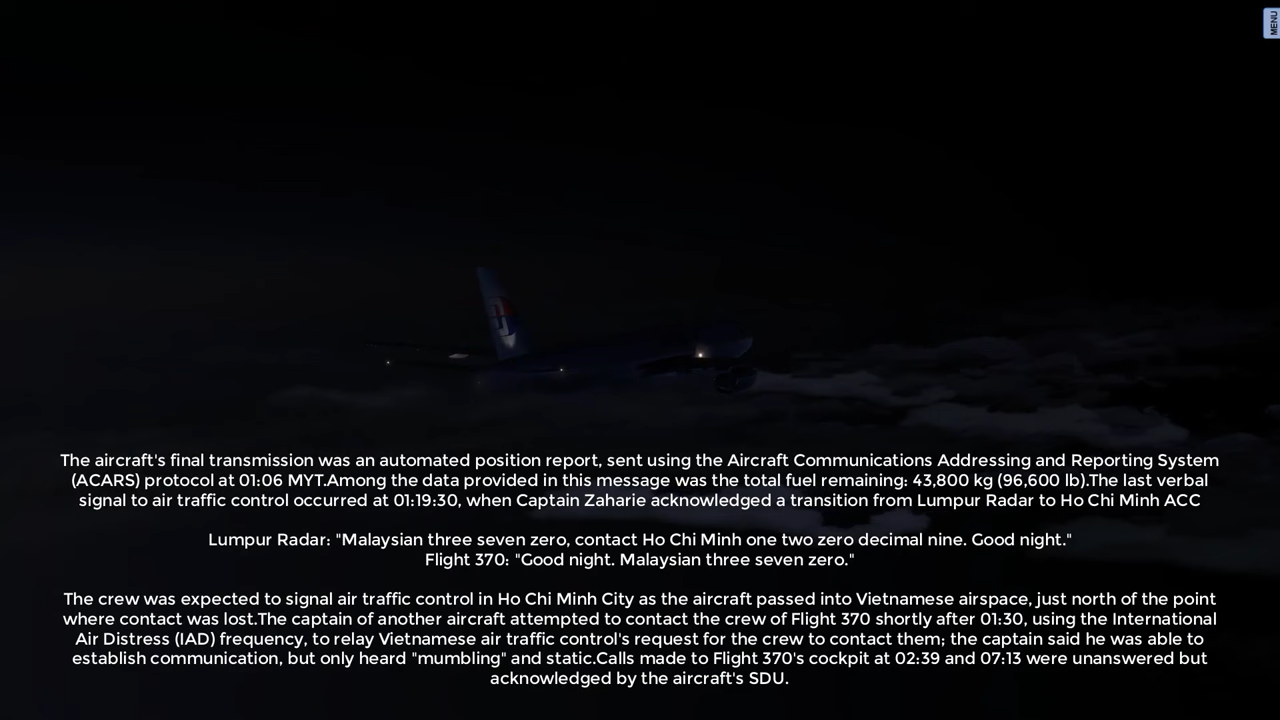 MENU
The aircraft's final transmission was an automated position report, sent using the Aircraft Communications Addressing and Reporting System
(ACARS) protocol at 01:06 MYT.Among the data provided in this message was the total fuel remaining: 43,800 kg (96,600 lb).The last verbal
signal to air traffic control occurred at 01:19:30, when Captain Zaharie acknowledged a transition from Lumpur Radar to Ho Chi Minh ACC
Lumpur Radar: "Malaysian three seven zero, contact Ho Chi Minh one two zero decimal nine. Good night."
Flight 370: "Good night. Malaysian three seven zero."
The crew was expected to signal air traffic control in Ho Chi Minh City as the aircraft passed into Vietnamese airspace, just north of the point
where contact was lost.The captain of another aircraft attempted to contact the crew of Flight 370 shortly after 01:30, using the International
Air Distress (IAD) frequency, to relay Vietnamese air traffic control's request for the crew to contact them; the captain said he was able to
establish communication, but only heard "mumbling" and static.Calls made to Flight 370's cockpit at 02:39 and 07:13 were unanswered but
acknowledged by the aircraft's SDU.